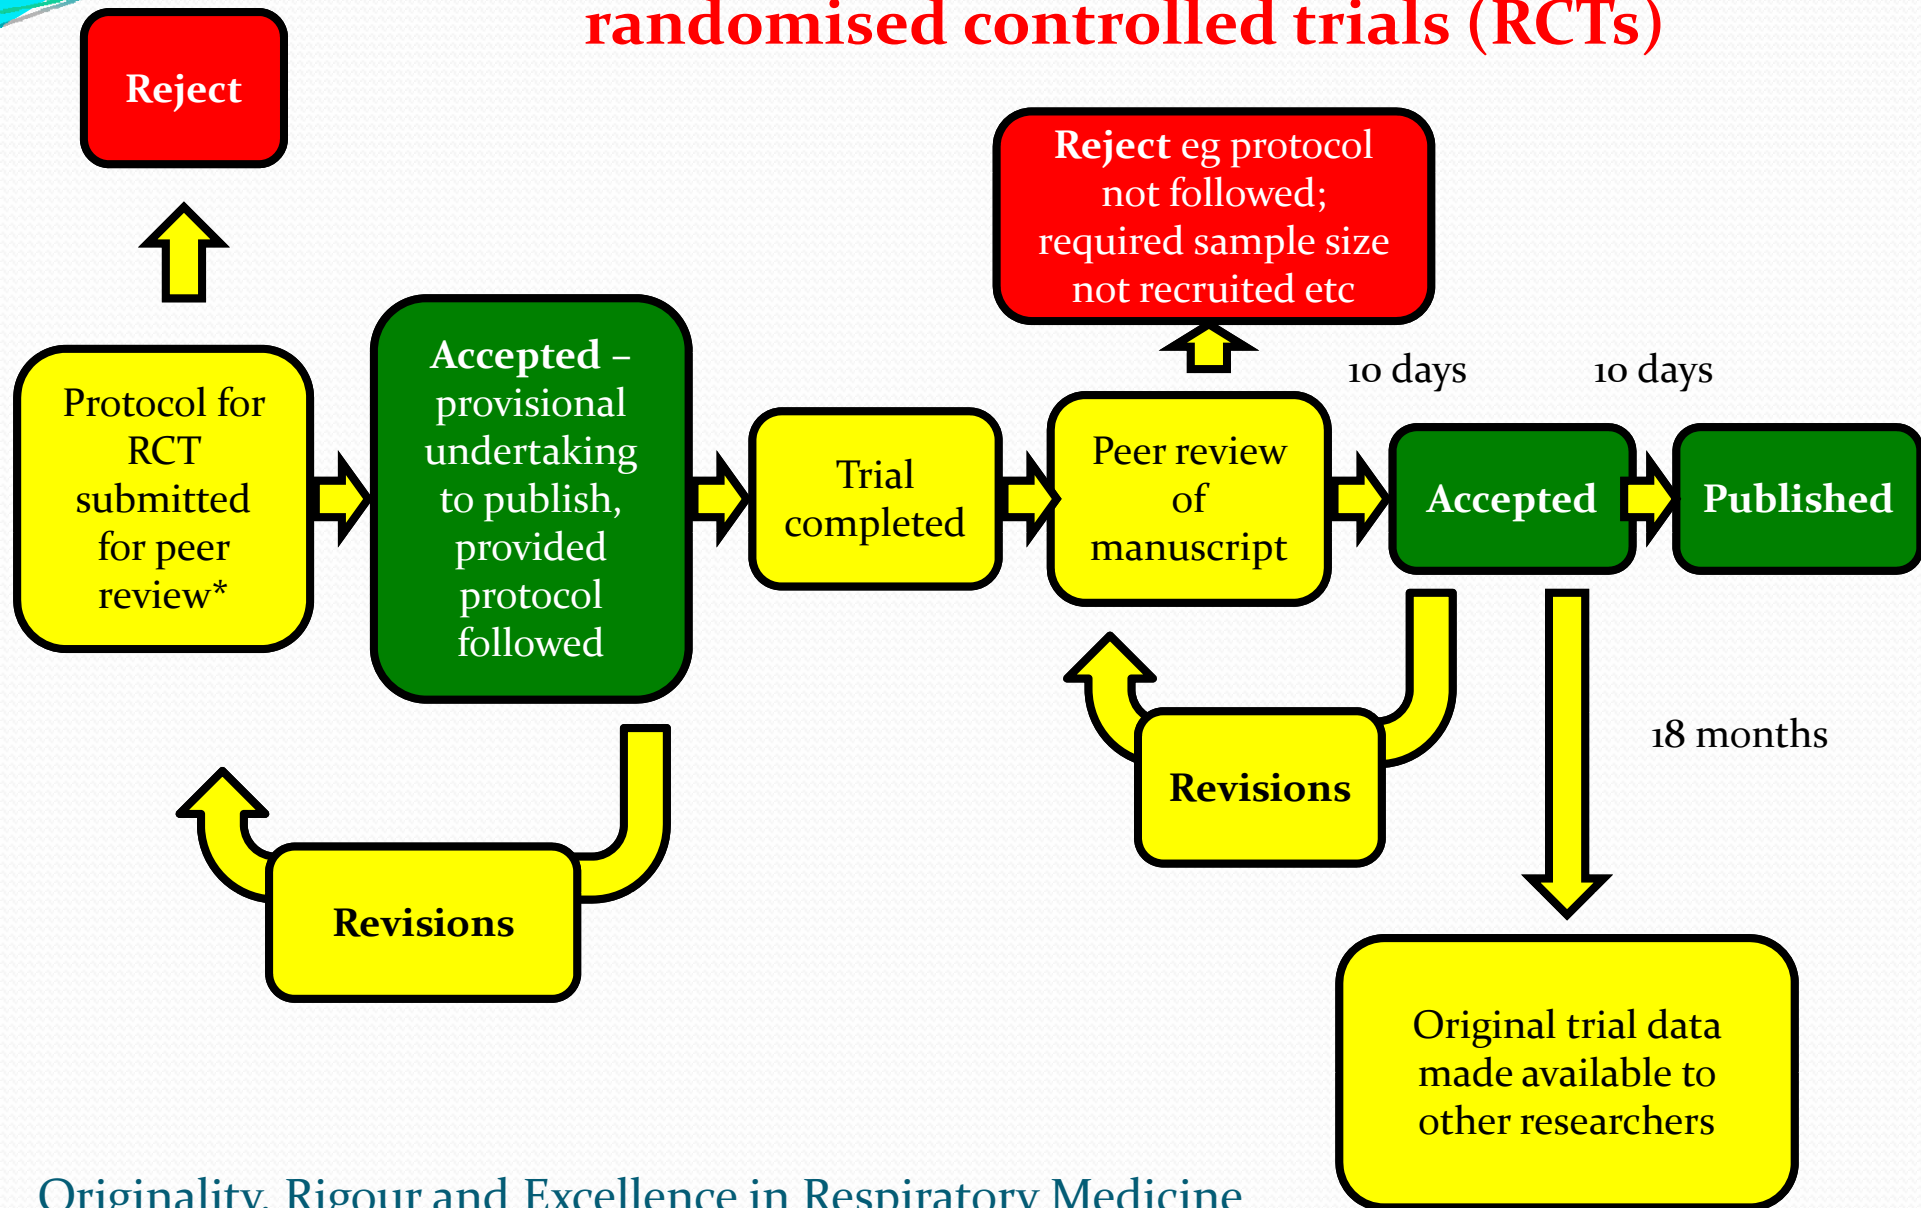 randomised controlled trials (RCTs)
Reject
Reject eg protocol
not followed;
required sample size
not recruited etc
Protocol for
RCT
submitted
for peer
review*
Accepted –
provisional
undertaking
to publish,
provided
protocol
followed
Trial
completed
Peer review
of
manuscript
10 days
Accepted
10 days
Published
Revisions
Revisions
18 months
Original trial data
made available to
other researchers
Originality, Rigour and Excellence in Respiratory Medicine